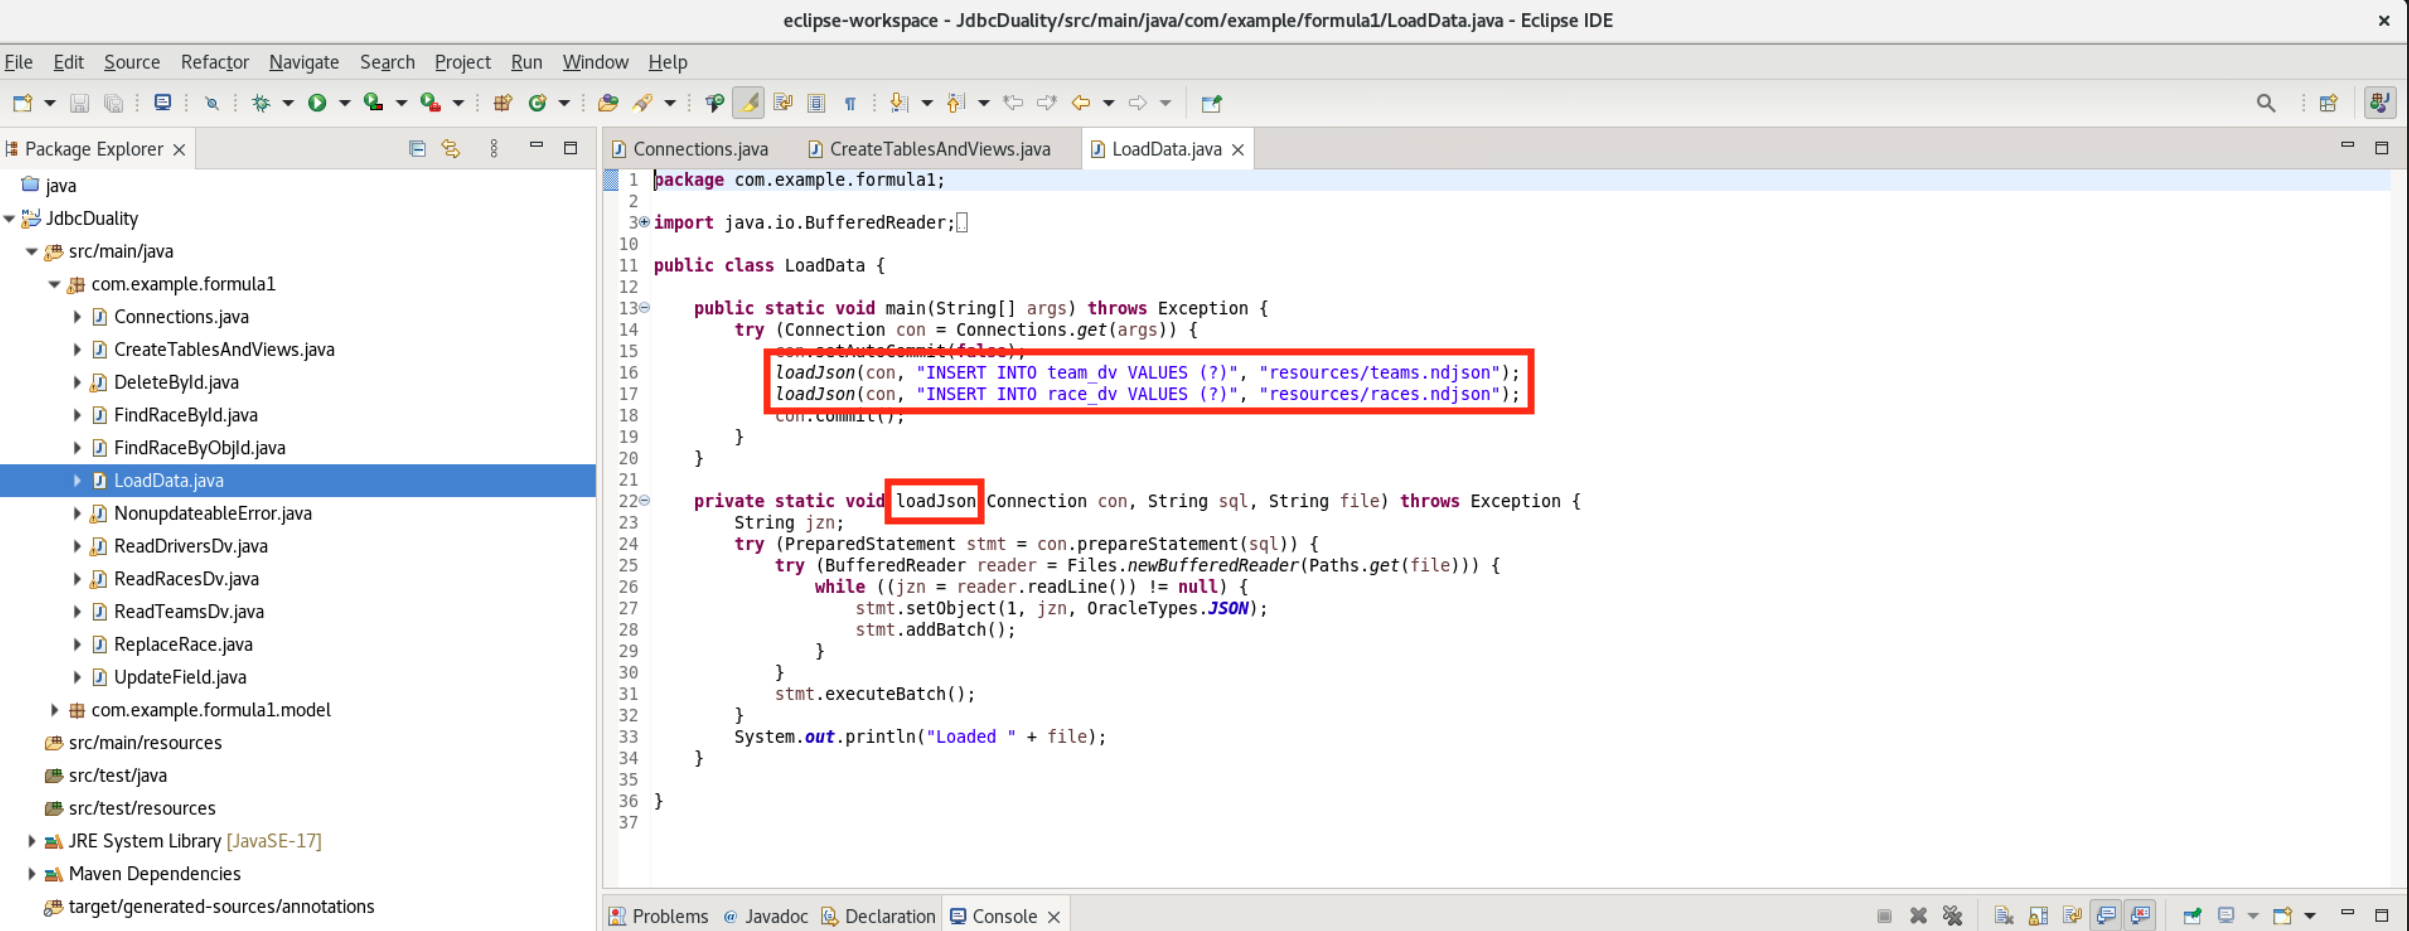 eclipse-workspace - JdbcDuality/src/main/java/com/example/formula1/LoadData.java - Eclipse IDE
File Edit Source Refactor Navigate Search Project Run Window Help
Package Explorer
java
JdbcDuality
src/main/java
com.example.formula1
Connections.java
CreateTablesAndViews.java
DeleteById.java
FindRaceById.java
FindRaceByObjId.java
LoadData.java
NonupdateableError.java
ReadDriversDv.java
ReadRacesDv.java
ReadTeamsDv.java
ReplaceRace.java
UpdateField.java
com.example.formula1.model
src/main/resources
src/test/java
src/test/resources
JRE System Library [JavaSE-17]
Maven Dependencies
target/generated-sources/annotations
Connections.java CreateTablesAndViews.java LoadData.java
1 package com.example.formula1;
2
3 import java.io.BufferedReader;
10
11 public class LoadData {
12
13 public static void main(String[] args) throws Exception {
14 try (Connection con = Connections.get(args)) {
15 con.setAutoCommit(false);
16 loadJson(con, "INSERT INTO team_dv VALUES (?)", "resources/teams.ndjson");
17 loadJson(con, "INSERT INTO race_dv VALUES (?)", "resources/races.ndjson");
18 con.commit();
19 }
20 }
21
22 private static void loadJson Connection con, String sql, String file) throws Exception {
23 String jzn;
24 try (PreparedStatement stmt = con.prepareStatement(sql)) {
25 try (BufferedReader reader = Files.newBufferedReader(Paths.get(file))) {
26 while ((jzn = reader.readLine()) != null) {
27 stmt.setObject(1, jzn, OracleTypes.JSON);
28 stmt.addBatch();
29 }
30 }
31 stmt.executeBatch();
32 }
33 System.out.println("Loaded " + file);
34 }
35
36 }
37
Problems Javadoc Declaration Console